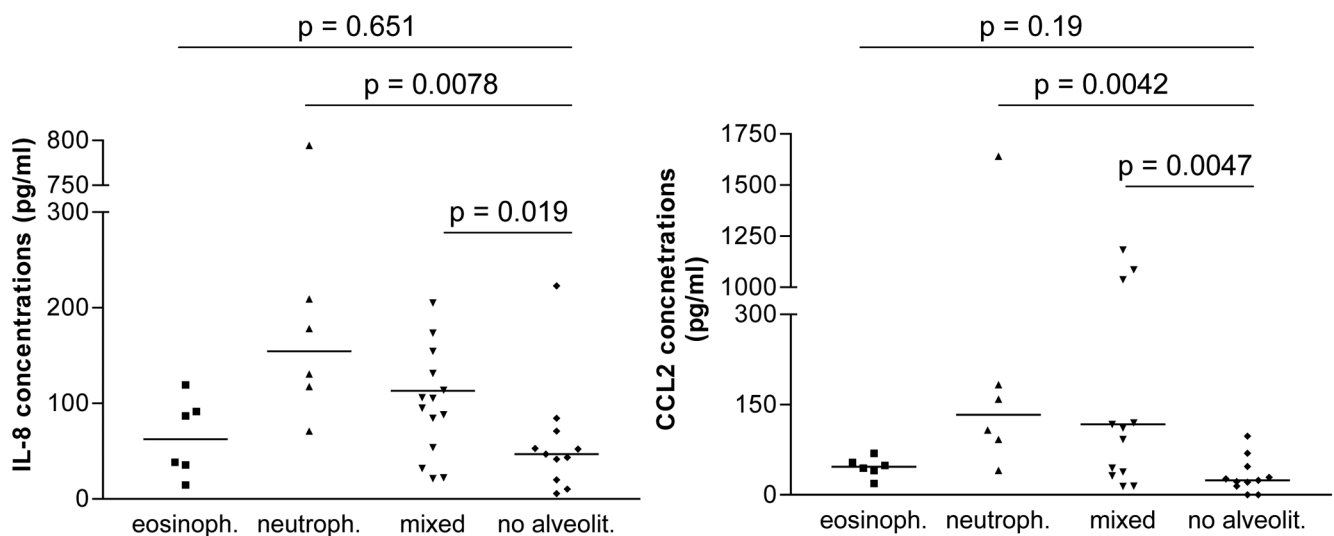 p = 0.651
p = 0.0078
p = 0.019
IL-8 concentrations (pg/ml)
800
750
300
200
100
0
eosinoph. neutroph. mixed no alveolit.
p = 0.19
p = 0.0042
p = 0.0047
CCL2 concnetrations
(pg/ml)
1750
1500
1250
1000
300
150
0
eosinoph. neutroph. mixed no alveolit.